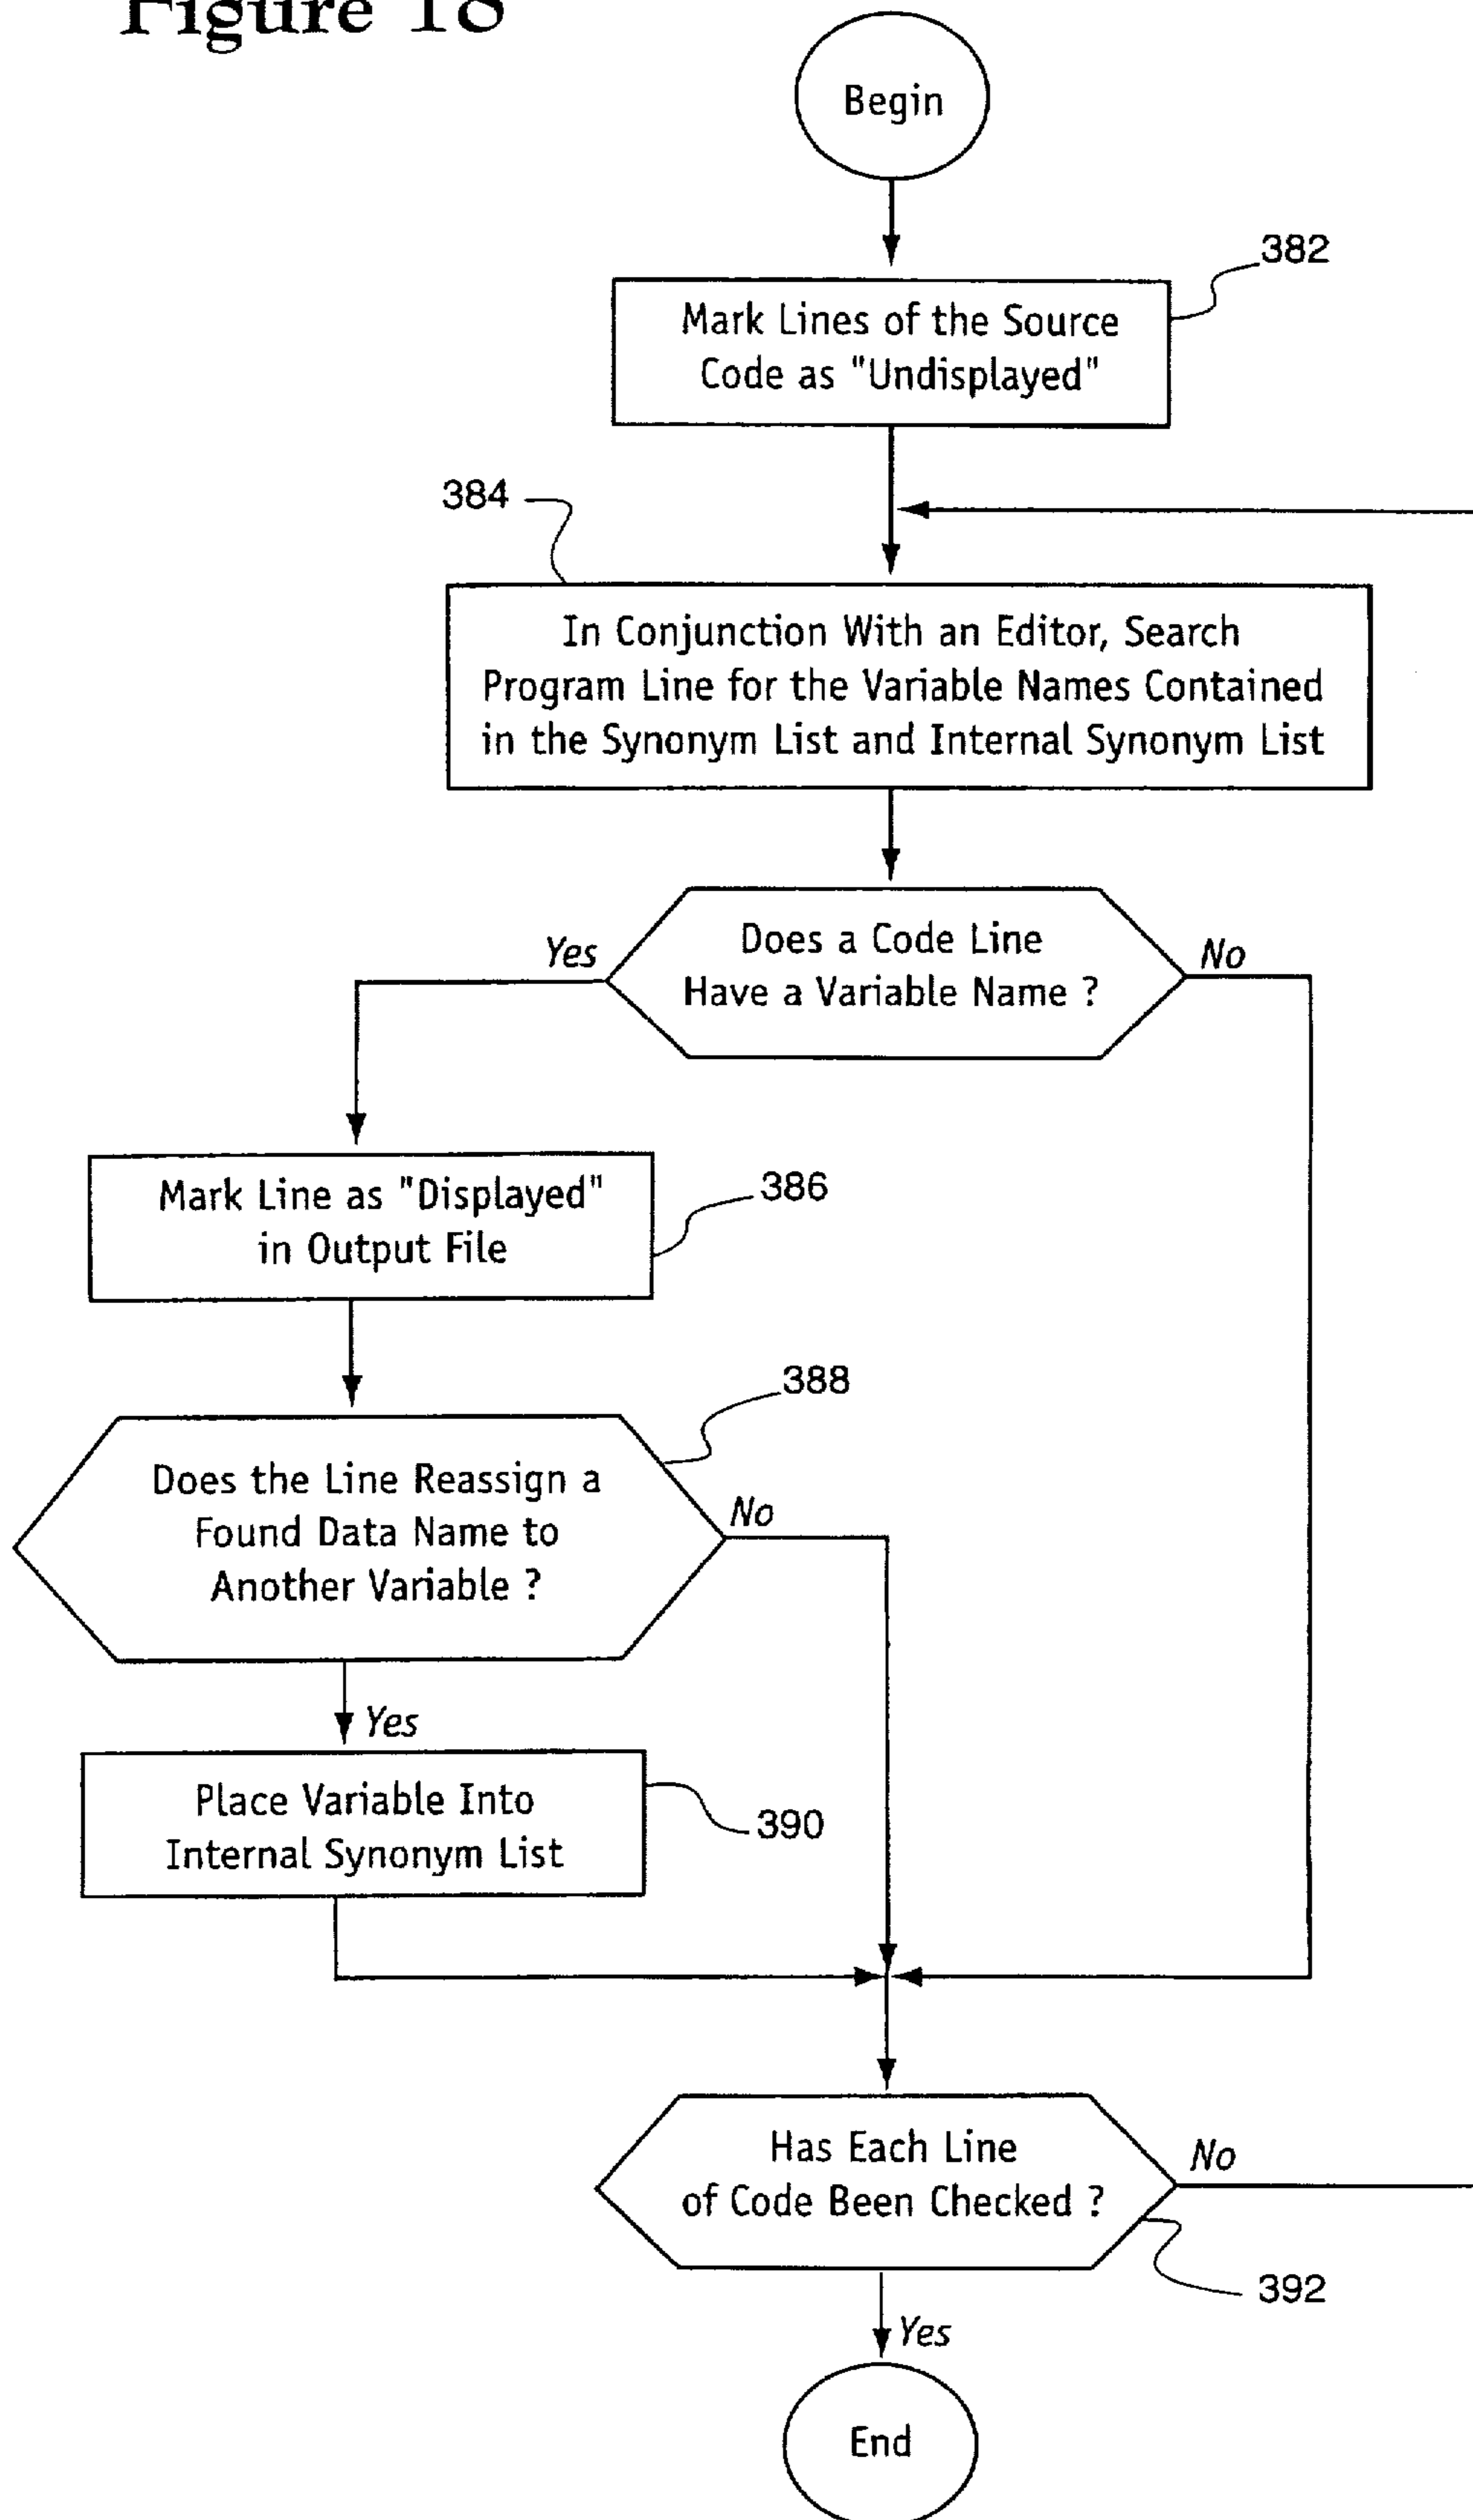 Figure 18
Begin
382
Mark Lines of the Source
Code as "Undisplayed"
384
In Conjunction With an Editor, Search
Program Line for the Variable Names Contained
in the Synonym List and Internal Synonym List
Does a Code Line
Have a Variable Name ?
Yes
No
Mark Line as "Displayed"
in Output File
386
388
Does the Line Reassign a
Found Data Name to
Another Variable ?
No
Yes
Place Variable Into
Internal Synonym List
390
Has Each Line
of Code Been Checked ?
No
392
Yes
End